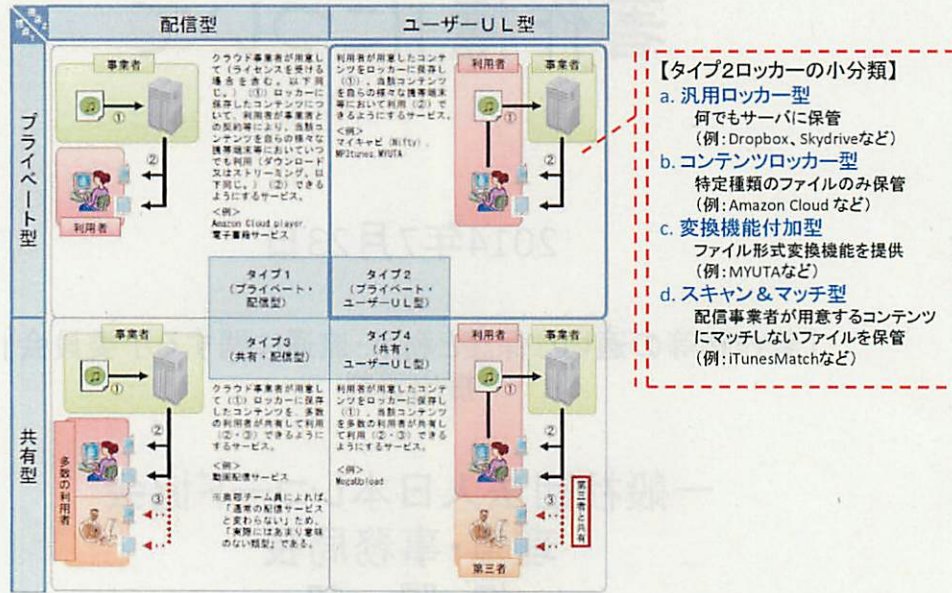 配信型
ユーザーUL型
プライベート型
事業者
①
②
利用者
クラウド事業者が用意し
て(ライセンスを受ける
場合を含む。以下同
じ。)(①)ロッカーに
保存したコンテンツにつ
いて、利用者が事業者と
の契約等により、当該コ
ンテンツを自らの様々な
携帯端末等においていつ
でも利用(ダウンロード
又はストリーミング。以
下同じ。)(②)できる
ようにするサービス。
<例>
Amazon Cloud player
電子書籍サービス
タイプ1
(プライベート・
配信型)
利用者が用意したコンテ
ンツをロッカーに保存し
(①)、当該コンテンツ
を自らの様々な携帯端末
等において利用(②)で
きるようにするサービス。
<例>
マイキャビ(Nifty)、
MP3tunes、MYUTA
タイプ2
(プライベート・
ユーザーUL型)
利用者
事業者
①
②
共有型
事業者
①
②
③
多数の利用者
タイプ3
(共有・配信型)
クラウド事業者が用意し
て(①)ロッカーに保存
したコンテンツを、多数
の利用者が共有して利用
(②・③)できるように
するサービス。
<例>
動画配信サービス
「通常の配信サービス
と変わらない」ため、
「実際にはあまり意味
のない類型」である。
タイプ4
(共有・
ユーザーUL型)
利用者が用意したコンテ
ンツをロッカーに保存し
(①)、当該コンテンツ
を多数の利用者が共有し
て利用(②・③)できる
ようにするサービス。
<例>
MegaUpload
利用者
事業者
①
②
③
第三者と共有
第三者
【タイプ2ロッカーの小分類】
a. 汎用ロッカー型
何でもサーバに保管
(例:Dropbox、Skydriveなど)
b. コンテンツロッカー型
特定種類のファイルのみ保管
(例:Amazon Cloud など)
c. 変換機能付加型
ファイル形式変換機能を提供
(例:MYUTAなど)
d. スキャン&マッチ型
配信事業者が用意するコンテンツ
にマッチしないファイルを保管
(例:iTunesMatchなど)